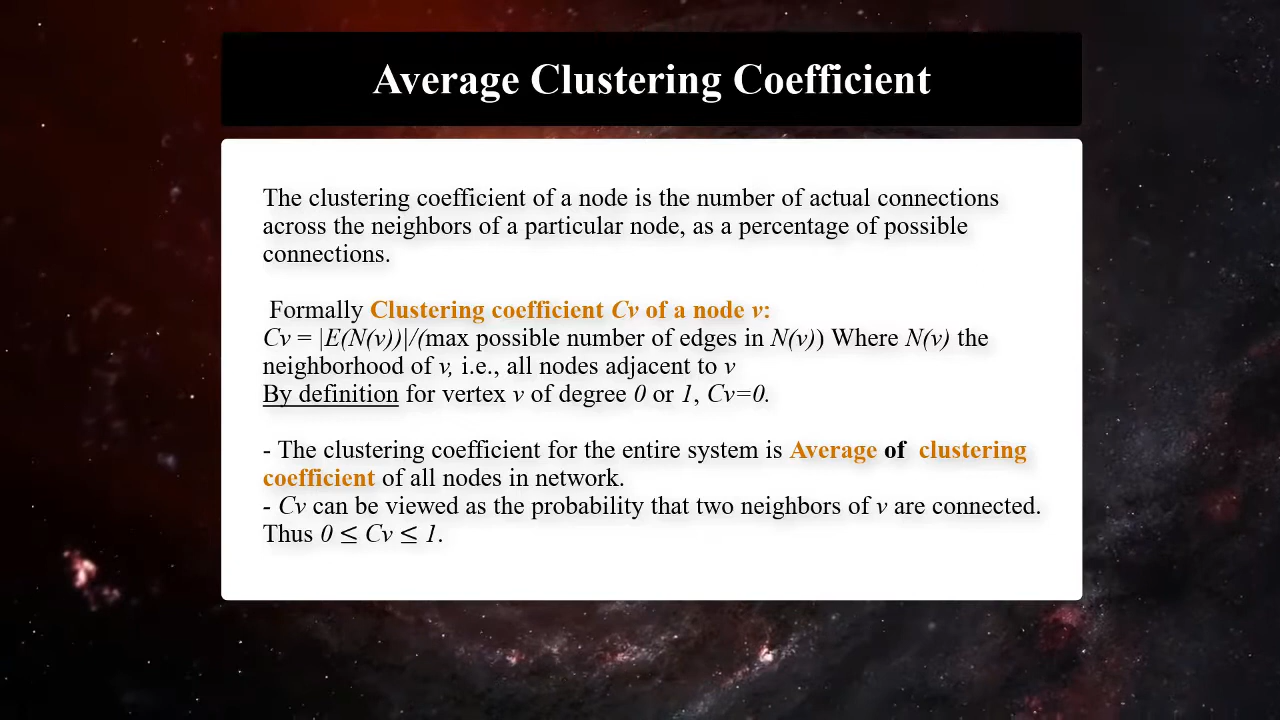 Average Clustering Coefficient
The clustering coefficient of a node is the number of actual connections
across the neighbors of a particular node, as a percentage of possible
connections.
Formally Clustering coefficient Cv of a node v:
Cv = |E(N(v))|/(max possible number of edges in N(v)) Where N(v) the
neighborhood of v, i.e., all nodes adjacent to v
By definition for vertex v of degree 0 or 1, Cv=0.
- The clustering coefficient for the entire system is Average of clustering
coefficient of all nodes in network.
- Cv can be viewed as the probability that two neighbors of v are connected.
Thus 0 ≤ Cv ≤ 1.